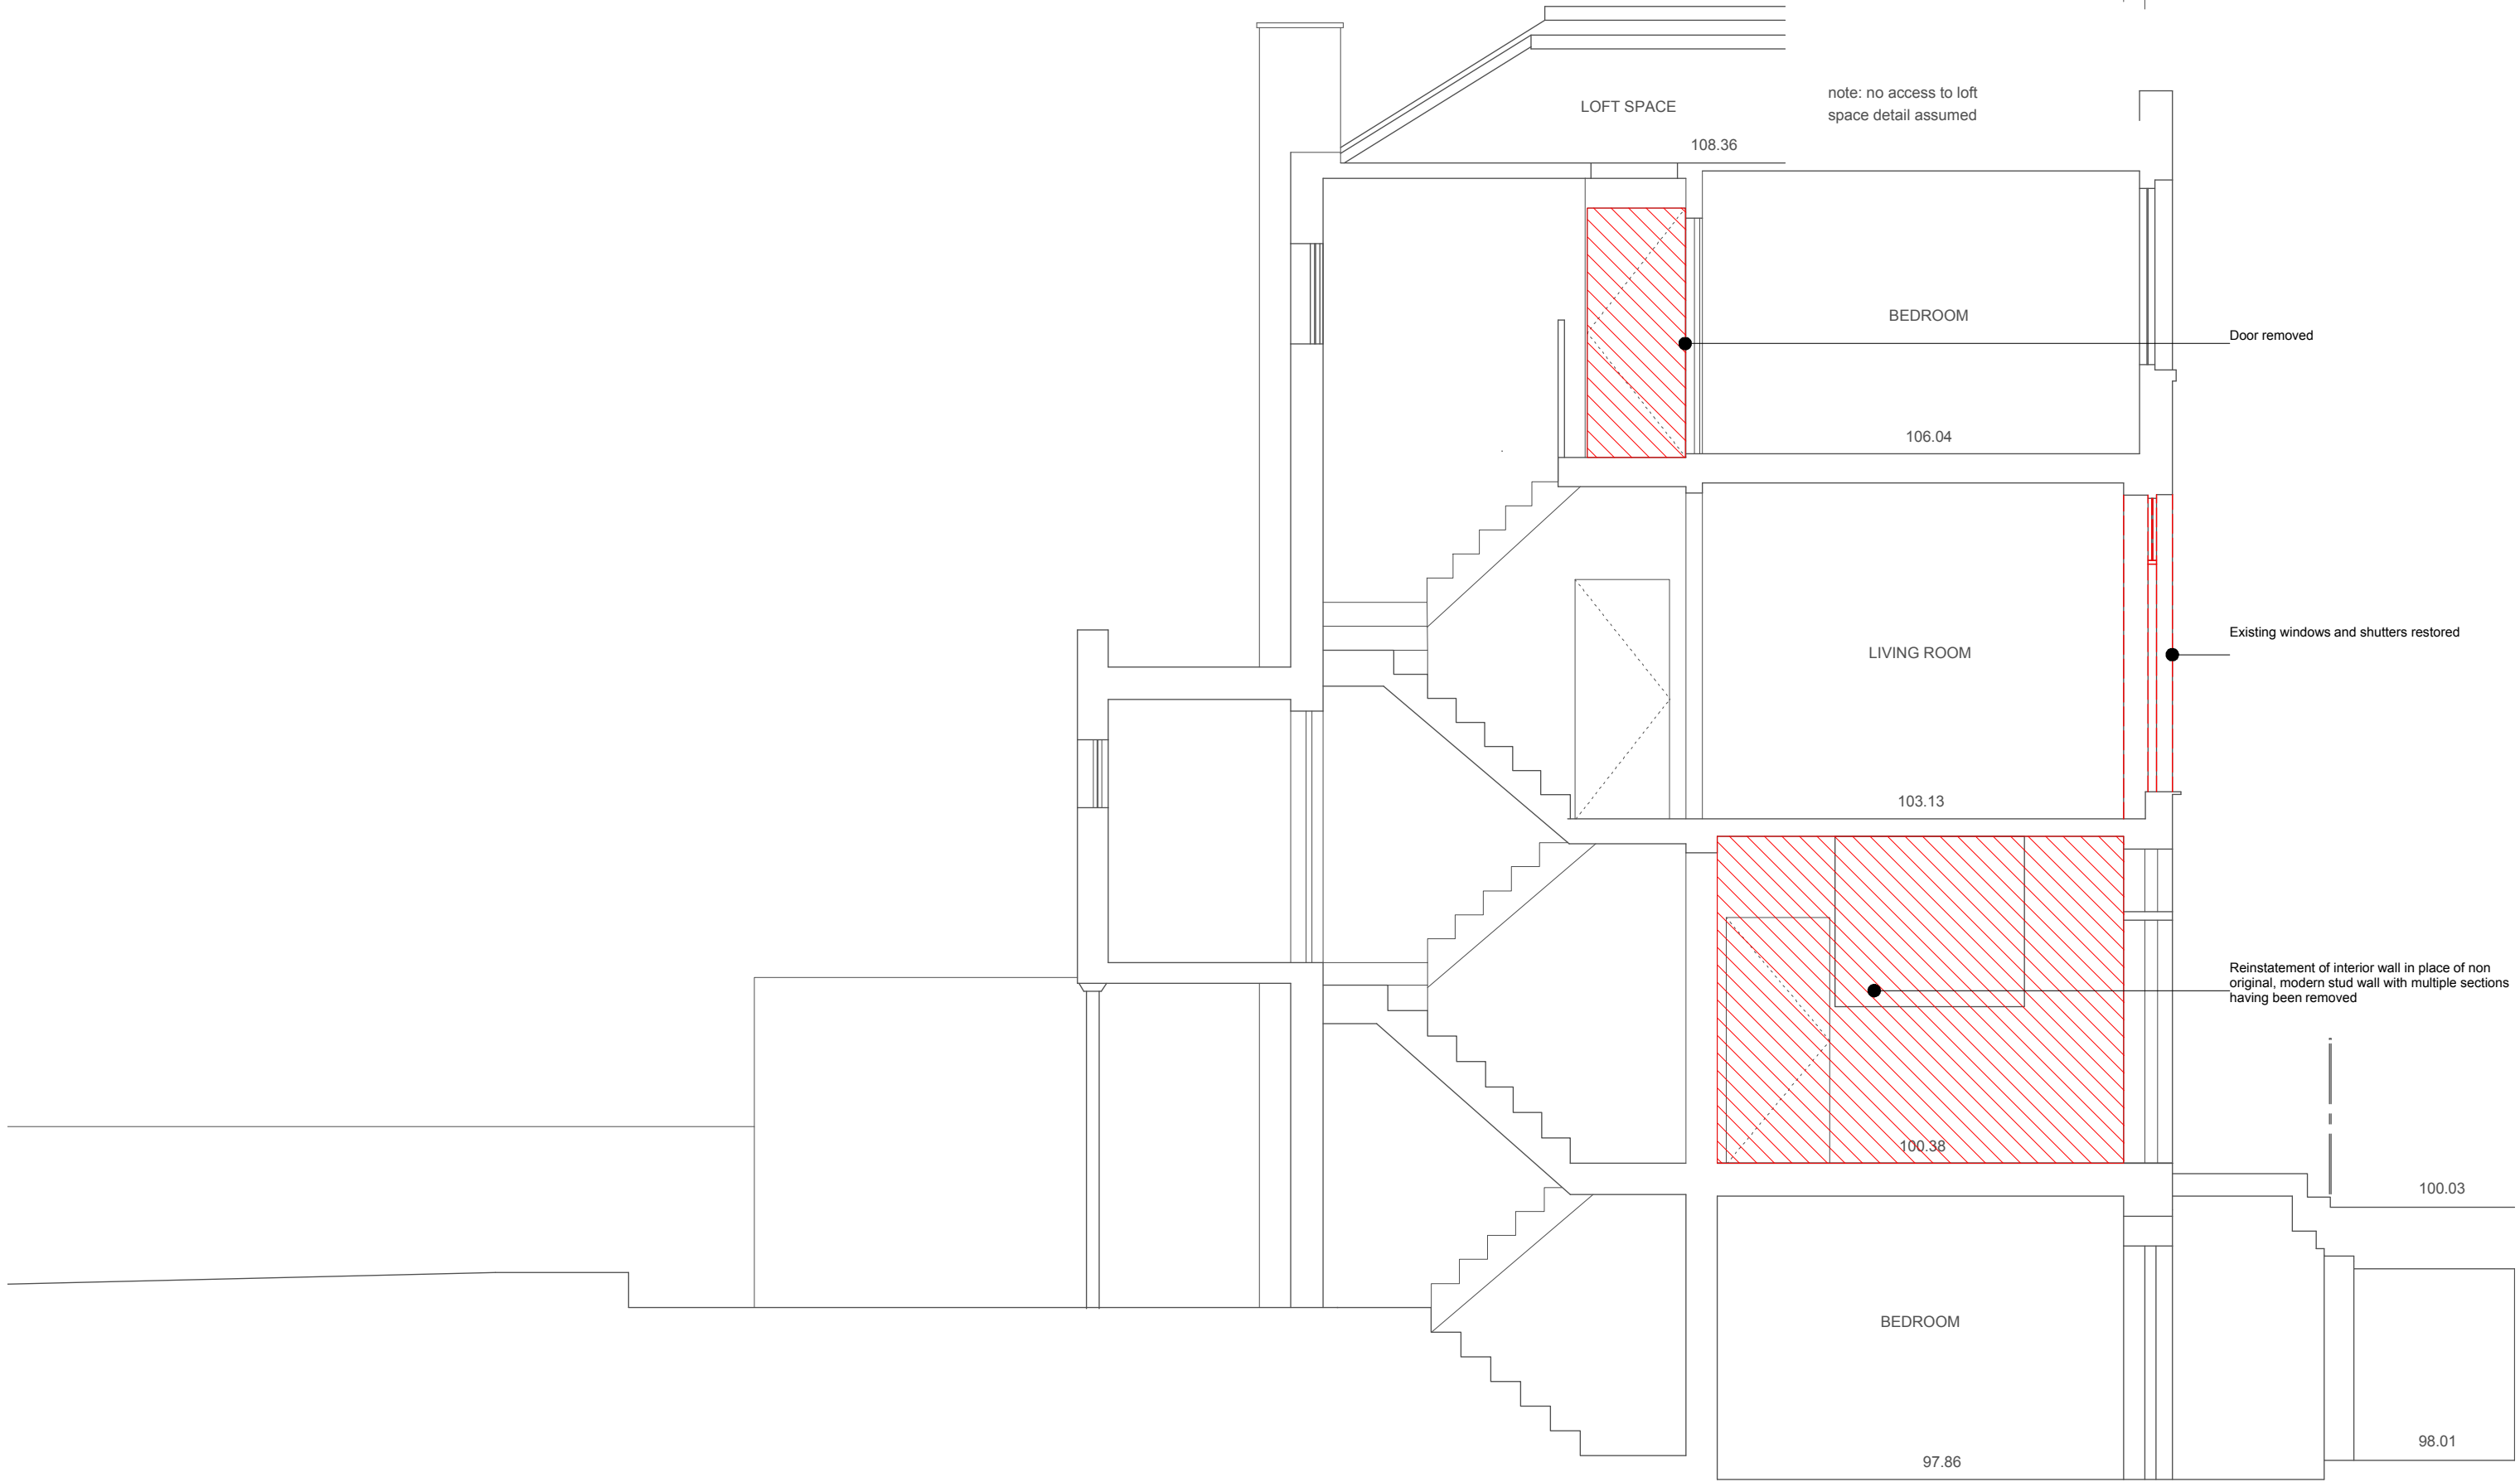 LOFT SPACE
note: no access to loft
space detail assumed
108.36
BEDROOM
Door removed
106.04
Existing windows and shutters restored
LIVING ROOM
103.13
Reinstatement of interior wall in place of non
original, modern stud wall with multiple sections
having been removed
100.38
100.03
BEDROOM
98.01
97.86